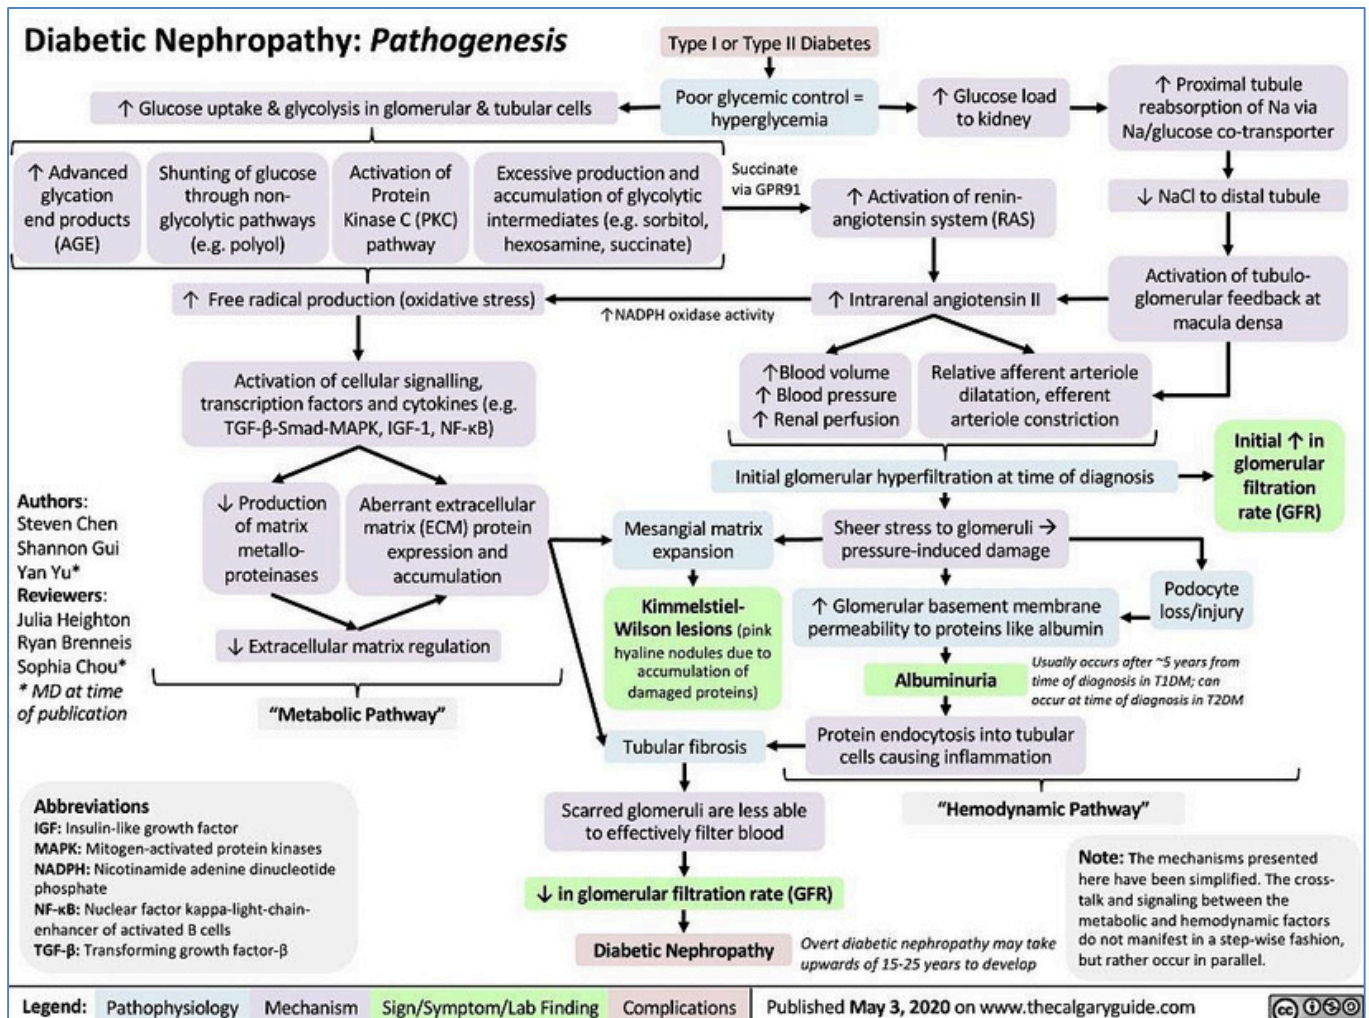 Diabetic Nephropathy: Pathogenesis
Type I or Type II Diabetes
Poor glycemic control =
hyperglycemia
↑ Glucose uptake & glycolysis in glomerular & tubular cells
↑ Glucose load
to kidney
↑ Proximal tubule
reabsorption of Na via
Na/glucose co-transporter
↑ Advanced
glycation
end products
(AGE)
Shunting of glucose
through non-
glycolytic pathways
(e.g. polyol)
Activation of
Protein
Kinase C (PKC)
pathway
Excessive production and
accumulation of glycolytic
intermediates (e.g. sorbitol,
hexosamine, succinate)
Succinate
via GPR91
↑ Activation of renin-
angiotensin system (RAS)
↓ NaCl to distal tubule
↑ Free radical production (oxidative stress)
↑NADPH oxidase activity
↑ Intrarenal angiotensin II
Activation of tubulo-
glomerular feedback at
macula densa
Activation of cellular signalling,
transcription factors and cytokines (e.g.
TGF-β-Smad-MAPK, IGF-1, NF-κB)
↑Blood volume
↑ Blood pressure
↑ Renal perfusion
Relative afferent arteriole
dilatation, efferent
arteriole constriction
Initial glomerular hyperfiltration at time of diagnosis
Initial ↑ in
glomerular
filtration
rate (GFR)
↓ Production
of matrix
metallo-
proteinases
Aberrant extracellular
matrix (ECM) protein
expression and
accumulation
Mesangial matrix
expansion
Sheer stress to glomeruli →
pressure-induced damage
Podocyte
loss/injury
Kimmelstiel-
Wilson lesions (pink
hyaline nodules due to
accumulation of
damaged proteins)
↑ Glomerular basement membrane
permeability to proteins like albumin
↓ Extracellular matrix regulation
Albuminuria
Usually occurs after ~5 years from
time of diagnosis in T1DM; can
occur at time of diagnosis in T2DM
"Metabolic Pathway"
Tubular fibrosis
Protein endocytosis into tubular
cells causing inflammation
"Hemodynamic Pathway"
Scarred glomeruli are less able
to effectively filter blood
↓ in glomerular filtration rate (GFR)
Diabetic Nephropathy
Overt diabetic nephropathy may take
upwards of 15-25 years to develop
Authors:
Steven Chen
Shannon Gui
Yan Yu*
Reviewers:
Julia Heighton
Ryan Brenneis
Sophia Chou*
* MD at time
of publication
Abbreviations
IGF: Insulin-like growth factor
MAPK: Mitogen-activated protein kinases
NADPH: Nicotinamide adenine dinucleotide
phosphate
NF-κB: Nuclear factor kappa-light-chain-
enhancer of activated B cells
TGF-β: Transforming growth factor-β
Note: The mechanisms presented
here have been simplified. The cross-
talk and signaling between the
metabolic and hemodynamic factors
do not manifest in a step-wise fashion,
but rather occur in parallel.
Legend: Pathophysiology Mechanism Sign/Symptom/Lab Finding Complications
Published May 3, 2020 on www.thecalgaryguide.com
cc